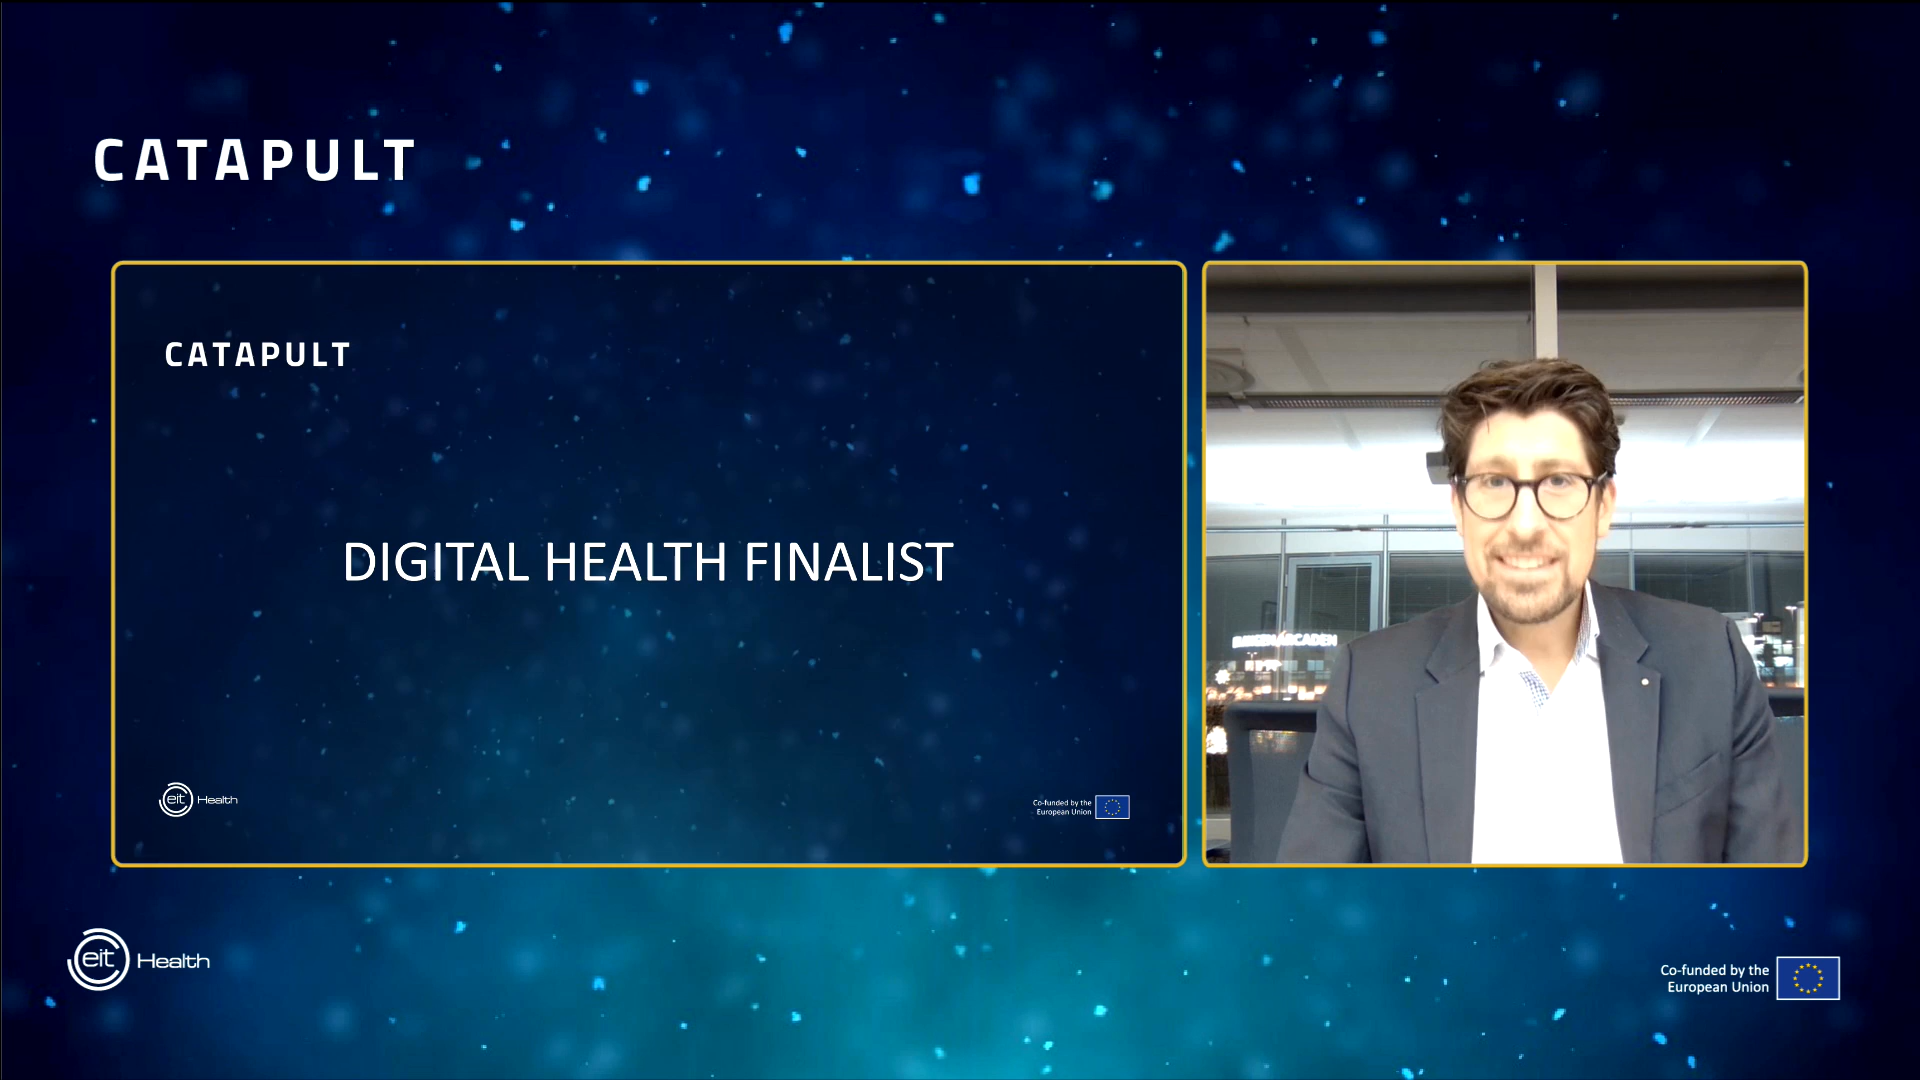 CATAPULT
CATAPULT
DIGITAL HEALTH FINALIST
eit Health
Co-funded by the
European Union
eit Health
Co-funded by the
European Union